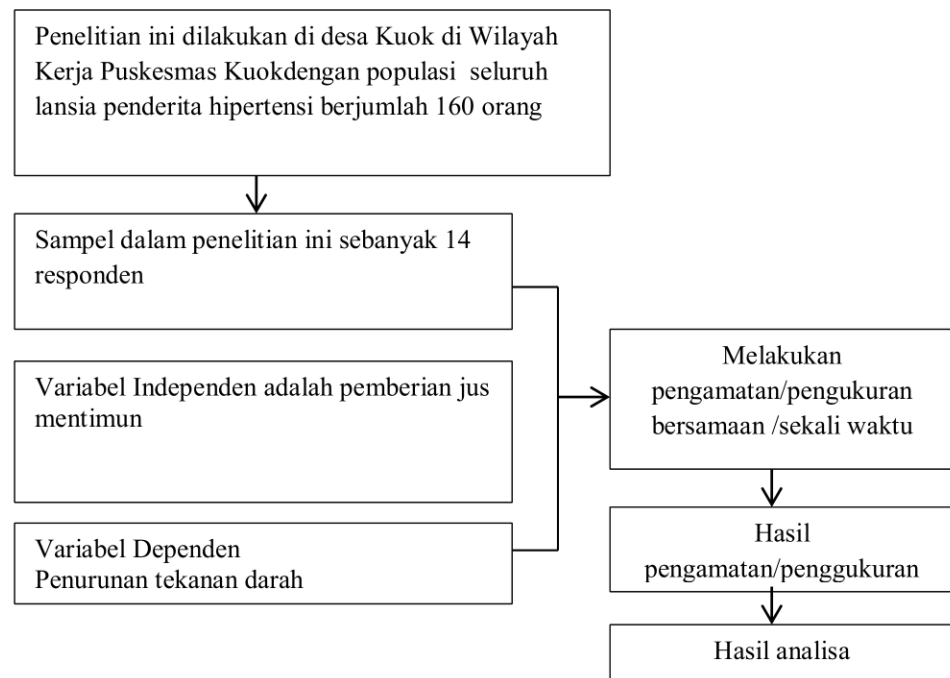 Penelitian ini dilakukan di desa Kuok di Wilayah
Kerja Puskesmas Kuokdengan populasi seluruh
lansia penderita hipertensi berjumlah 160 orang
Sampel dalam penelitian ini sebanyak 14
responden
Variabel Independen adalah pemberian jus
mentimun
Variabel Dependen
Penurunan tekanan darah
Melakukan
pengamatan/pengukuran
bersamaan /sekali waktu
Hasil
pengamatan/penggukuran
Hasil analisa